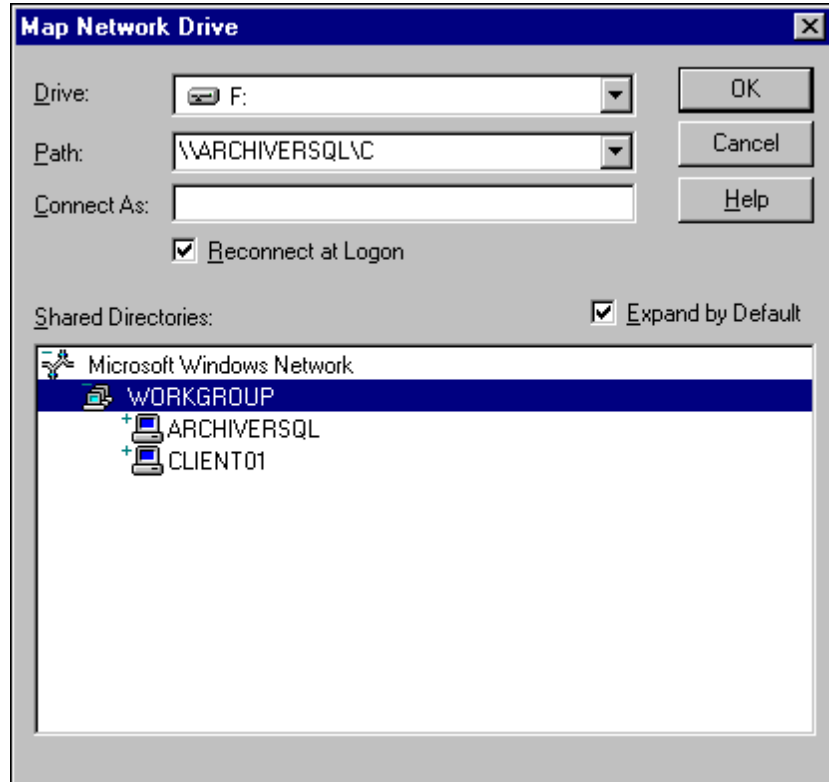 Map Network Drive
Drive: F: OK
Path: \\ARCHIVERSQL\C Cancel
Connect As: Help
Reconnect at Logon
Shared Directories: Expand by Default
Microsoft Windows Network
WORKGROUP
ARCHIVERSQL
CLIENT01